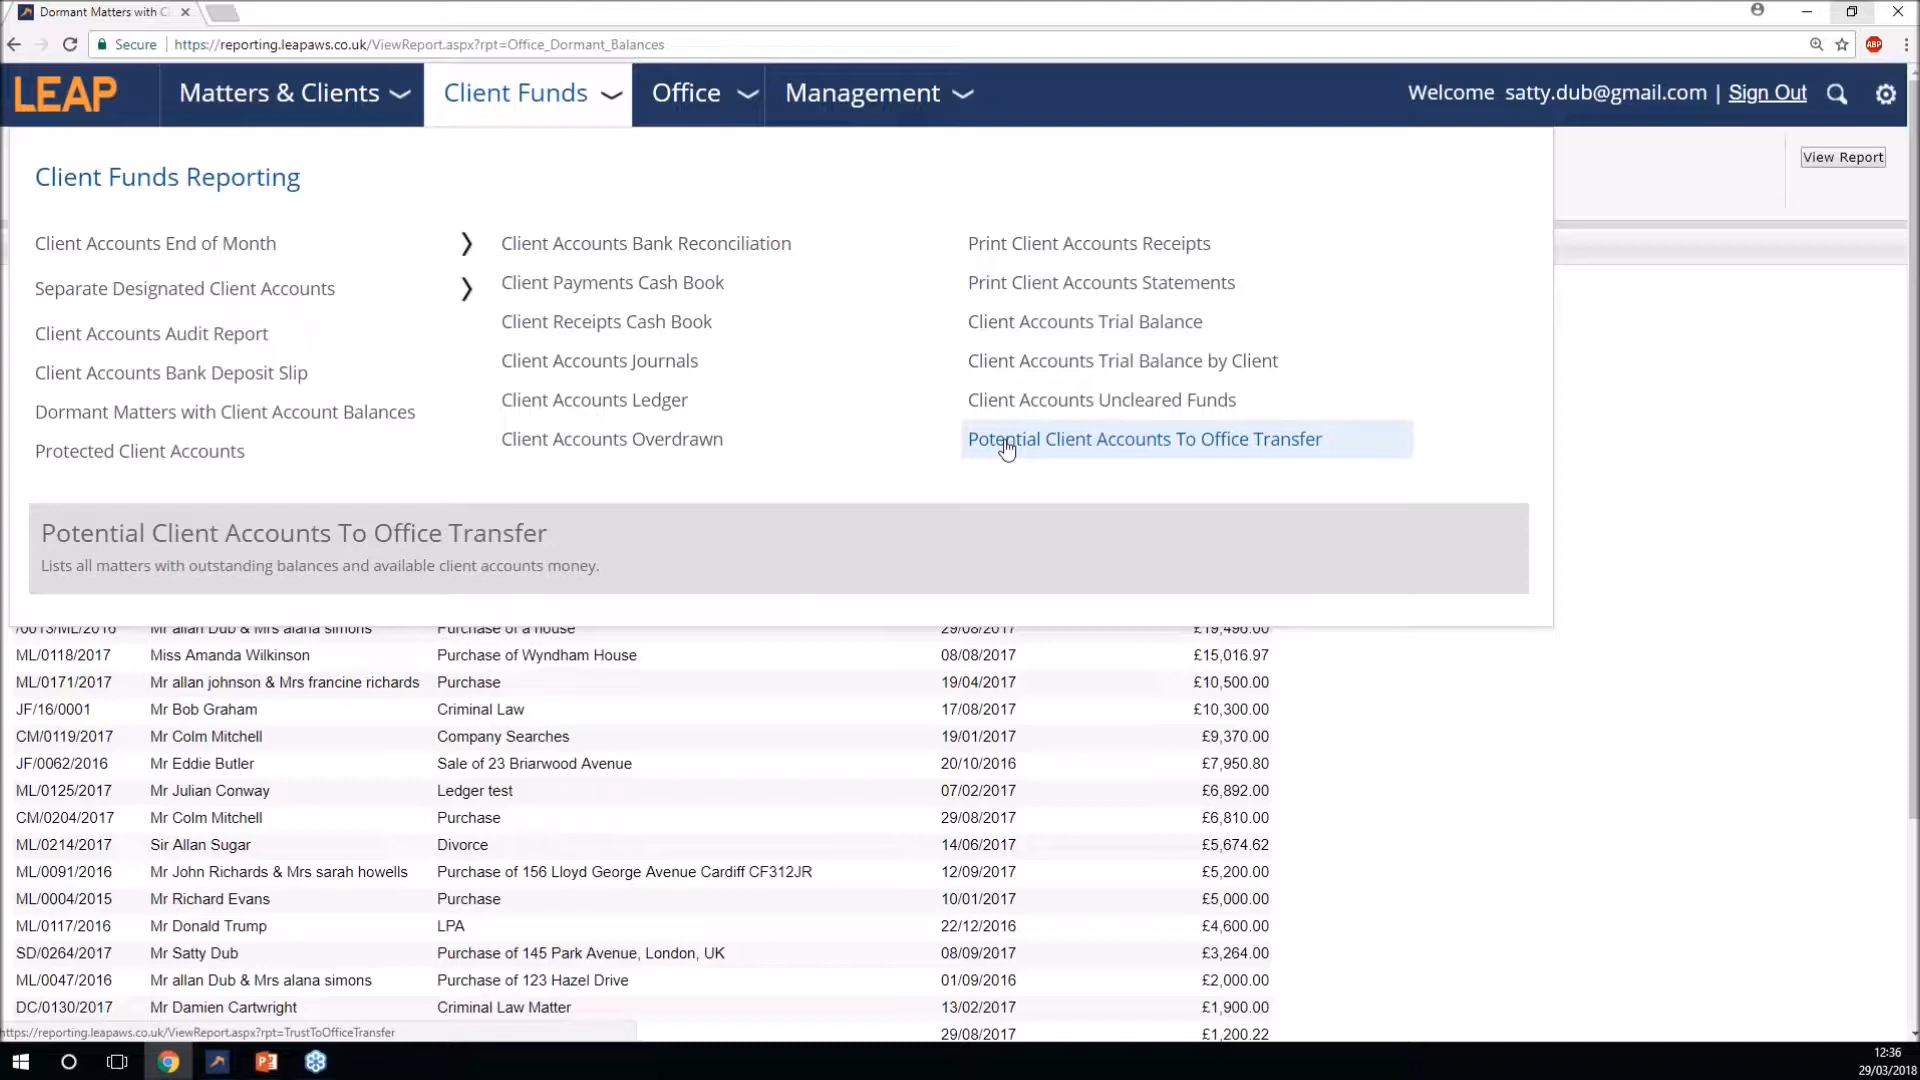 Dormant Matters with C
Secure https://reporting.leapaws.co.uk/ViewReport.aspx?rpt=Office_Dormant_Balances
ABP
LEAP Matters & Clients Client Funds Office Management Welcome satty.dub@gmail.com | Sign Out
View Report
Client Funds Reporting
Client Accounts End of Month Client Accounts Bank Reconciliation Print Client Accounts Receipts
Separate Designated Client Accounts Client Payments Cash Book Print Client Accounts Statements
Client Accounts Audit Report Client Receipts Cash Book Client Accounts Trial Balance
Client Accounts Bank Deposit Slip Client Accounts Journals Client Accounts Trial Balance by Client
Dormant Matters with Client Account Balances Client Accounts Ledger Client Accounts Uncleared Funds
Protected Client Accounts Client Accounts Overdrawn Potential Client Accounts To Office Transfer
Potential Client Accounts To Office Transfer
Lists all matters with outstanding balances and available client accounts money.
/0013/ML/2016 Mr allan Dub & Mrs alana simons Purchase of a house 29/08/2017 £19,496.00
ML/0118/2017 Miss Amanda Wilkinson Purchase of Wyndham House 08/08/2017 £15,016.97
ML/0171/2017 Mr allan johnson & Mrs francine richards Purchase 19/04/2017 £10,500.00
JF/16/0001 Mr Bob Graham Criminal Law 17/08/2017 £10,300.00
CM/0119/2017 Mr Colm Mitchell Company Searches 19/01/2017 £9,370.00
JF/0062/2016 Mr Eddie Butler Sale of 23 Briarwood Avenue 20/10/2016 £7,950.80
ML/0125/2017 Mr Julian Conway Ledger test 07/02/2017 £6,892.00
CM/0204/2017 Mr Colm Mitchell Purchase 29/08/2017 £6,810.00
ML/0214/2017 Sir Allan Sugar Divorce 14/06/2017 £5,674.62
ML/0091/2016 Mr John Richards & Mrs sarah howells Purchase of 156 Lloyd George Avenue Cardiff CF312JR 12/09/2017 £5,200.00
ML/0004/2015 Mr Richard Evans Purchase 10/01/2017 £5,000.00
ML/0117/2016 Mr Donald Trump LPA 22/12/2016 £4,600.00
SD/0264/2017 Mr Satty Dub Purchase of 145 Park Avenue, London, UK 08/09/2017 £3,264.00
ML/0047/2016 Mr allan Dub & Mrs alana simons Purchase of 123 Hazel Drive 01/09/2016 £2,000.00
DC/0130/2017 Mr Damien Cartwright Criminal Law Matter 13/02/2017 £1,900.00
29/08/2017 £1,200.22
https://reporting.leapaws.co.uk/ViewReport.aspx?rpt=TrustToOfficeTransfer
12:36
29/03/2018